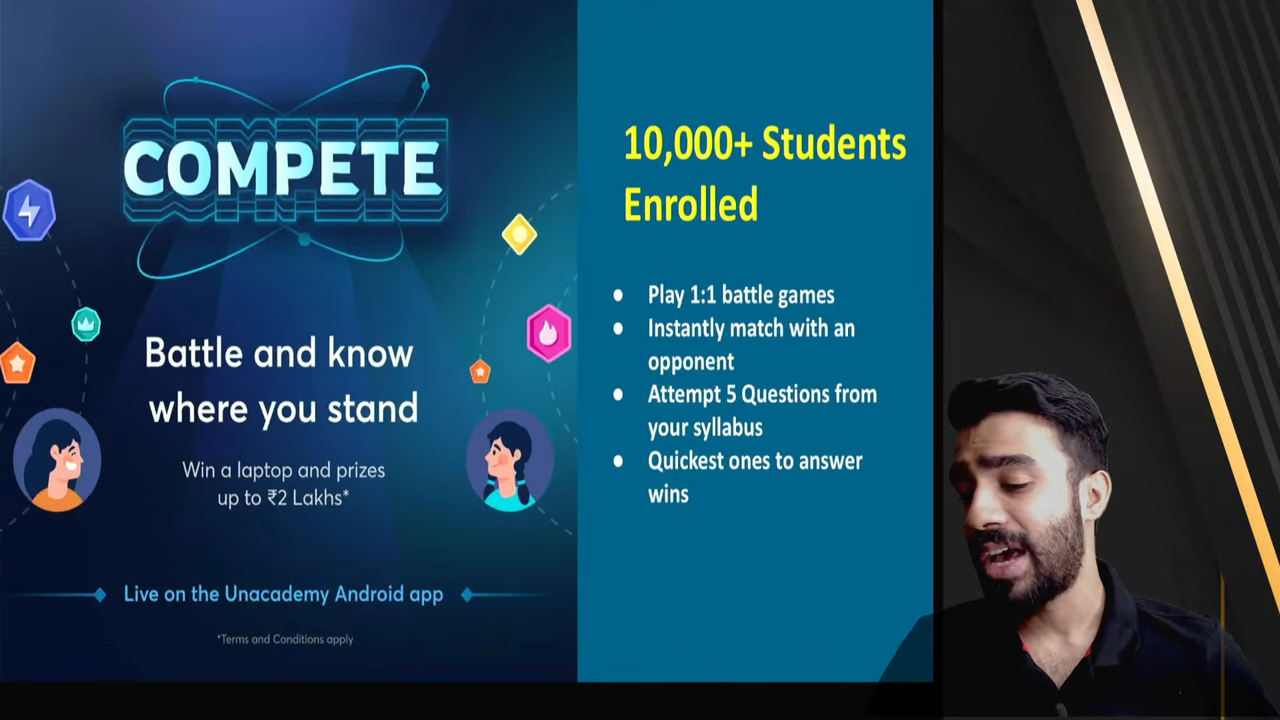 COMPETE
Battle and know
where you stand
Win a laptop and prizes
up to ₹2 Lakhs*
Live on the Unacademy Android app
*Terms and Conditions apply
10,000+ Students
Enrolled
● Play 1:1 battle games
● Instantly match with an
opponent
● Attempt 5 Questions from
your syllabus
● Quickest ones to answer
wins